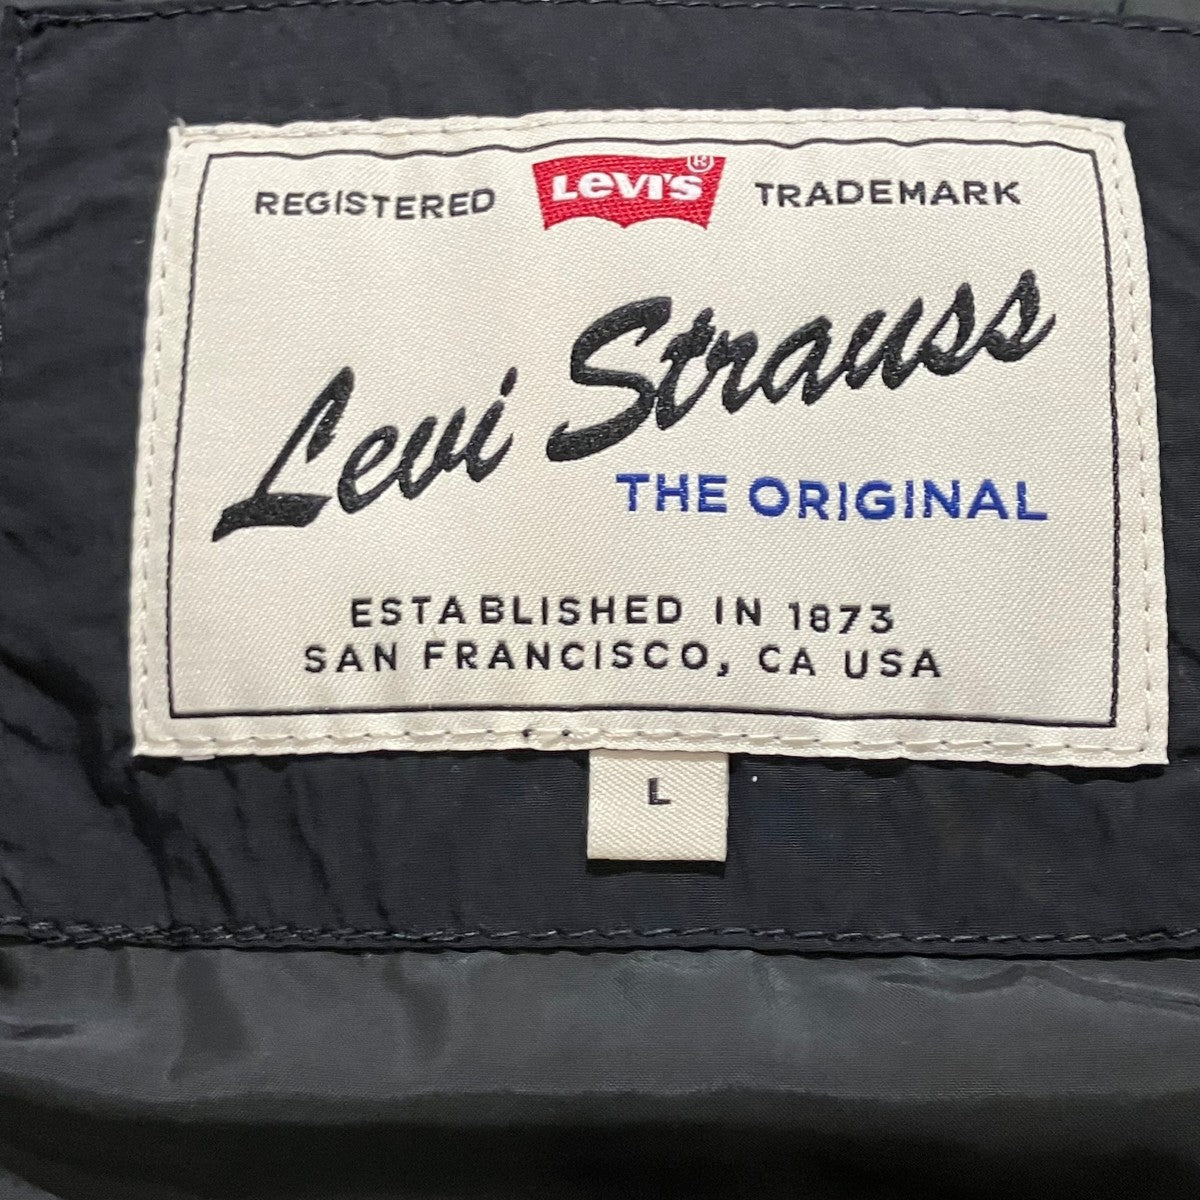 REGISTERED LEVI'S® TRADEMARK
Levi Strauss
THE ORIGINAL
ESTABLISHED IN 1873
SAN FRANCISCO, CA USA
L